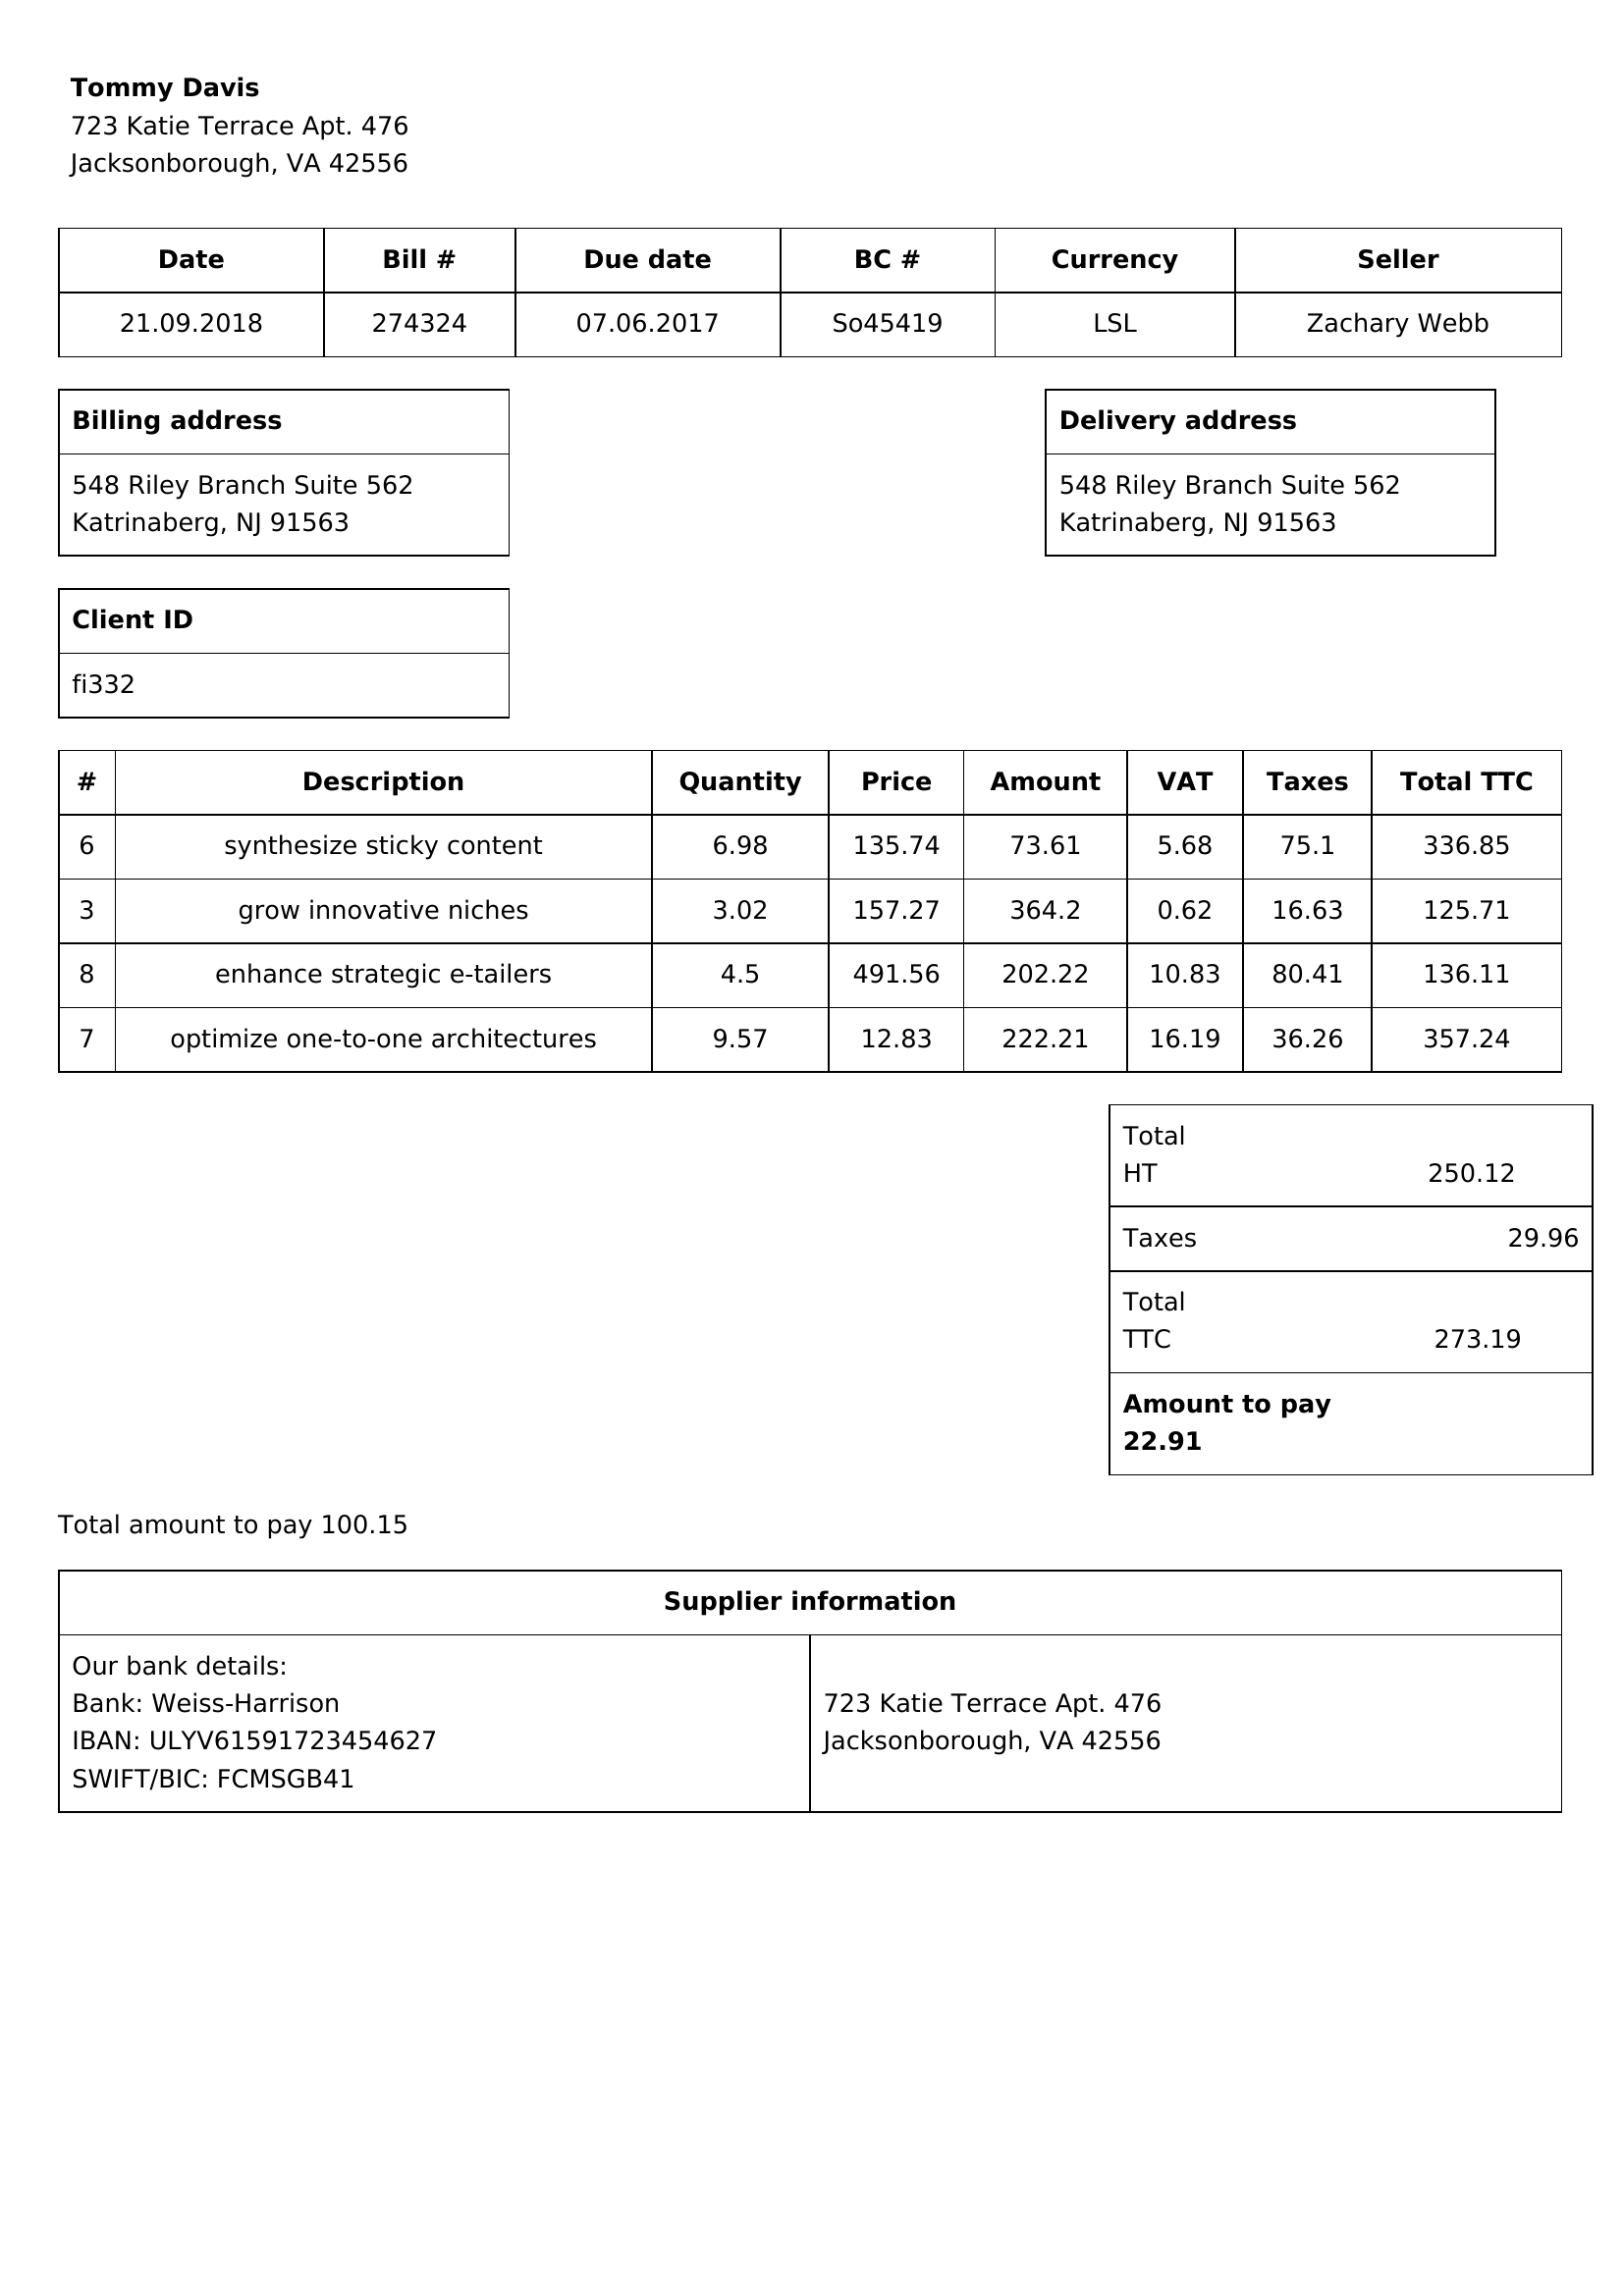 Tommy Davis
723 Katie Terrace Apt. 476
Jacksonborough, VA 42556
Date Bill # Due date BC # Currency Seller
21.09.2018 274324 07.06.2017 So45419 LSL Zachary Webb
Billing address
548 Riley Branch Suite 562
Katrinaberg, NJ 91563
Delivery address
548 Riley Branch Suite 562
Katrinaberg, NJ 91563
Client ID
fi332
# Description Quantity Price Amount VAT Taxes Total TTC
6 synthesize sticky content 6.98 135.74 73.61 5.68 75.1 336.85
3 grow innovative niches 3.02 157.27 364.2 0.62 16.63 125.71
8 enhance strategic e-tailers 4.5 491.56 202.22 10.83 80.41 136.11
7 optimize one-to-one architectures 9.57 12.83 222.21 16.19 36.26 357.24
Total
HT 250.12
Taxes 29.96
Total
TTC 273.19
Amount to pay
22.91
Total amount to pay 100.15
Supplier information
Our bank details:
Bank: Weiss-Harrison
IBAN: ULYV61591723454627
SWIFT/BIC: FCMSGB41
723 Katie Terrace Apt. 476
Jacksonborough, VA 42556